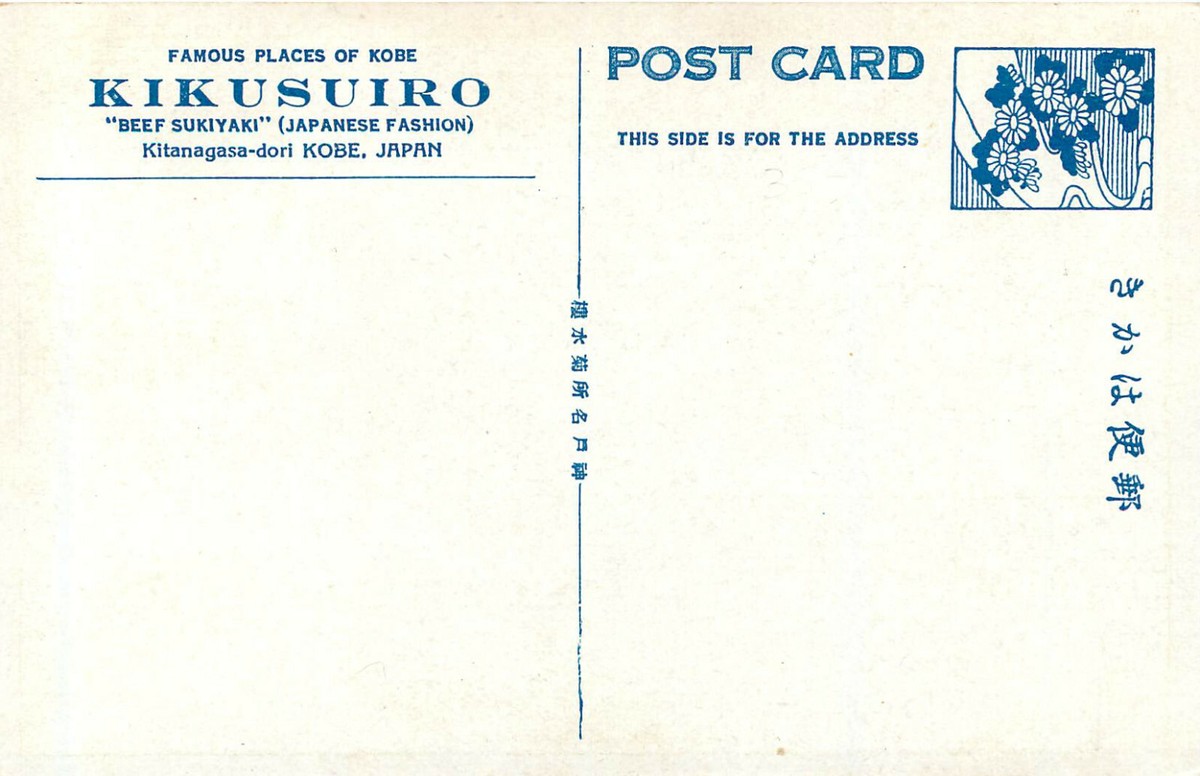 FAMOUS PLACES OF KOBE
KIKUSUIRO
“BEEF SUKIYAKI” (JAPANESE FASHION)
Kitanagasa-dori KOBE, JAPAN
神戸名所菊水樓
POST CARD
THIS SIDE IS FOR THE ADDRESS
郵便はかき